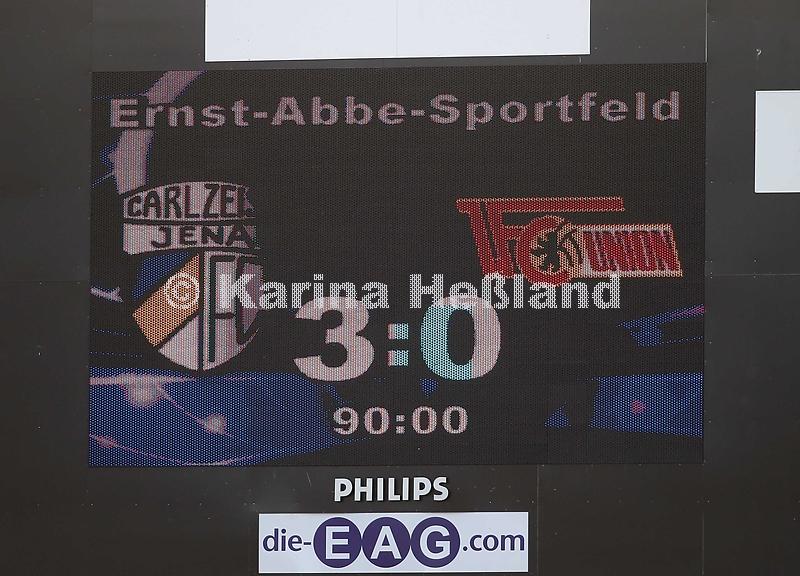 Ernst-Abbe-Sportfeld
CARL ZEISS
JENA
FC
1.FC UNION
© Karina Heßland
3:0
90:00
PHILIPS
die-EAG.com